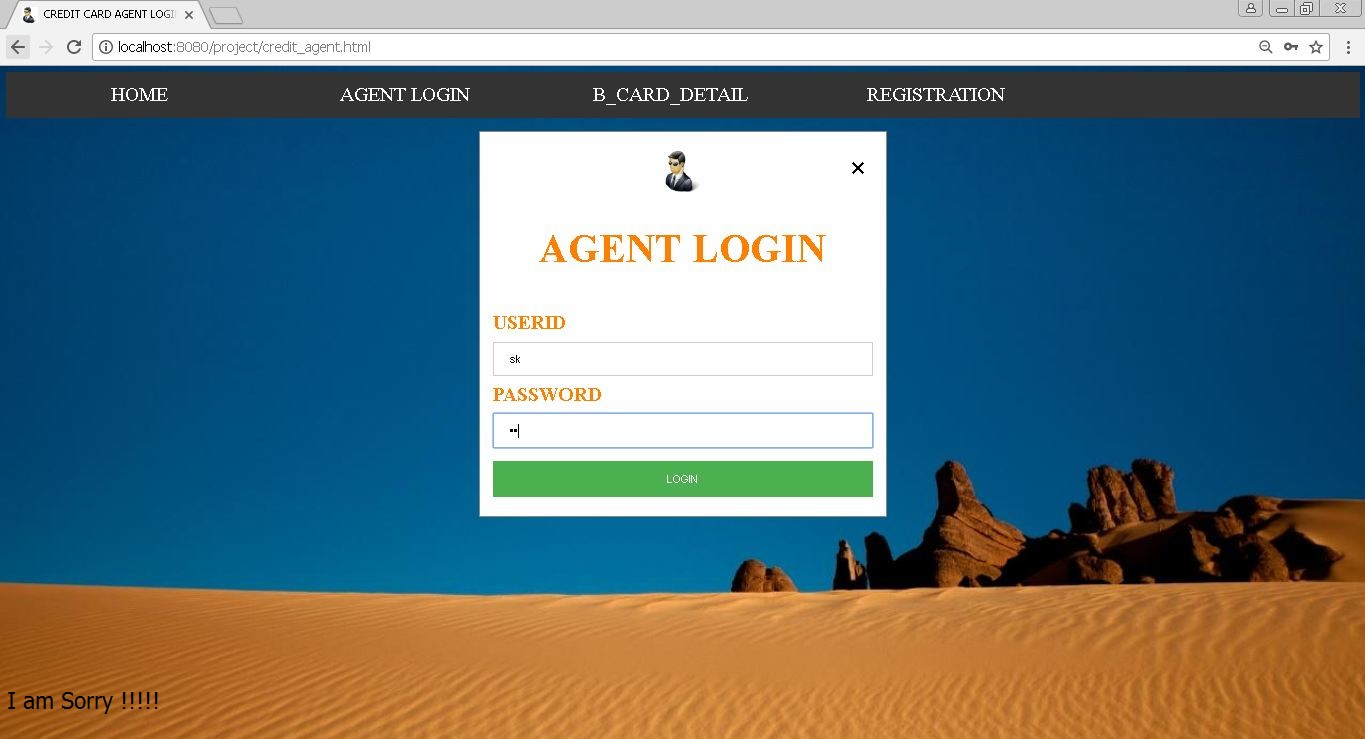 CREDIT CARD AGENT LOGI
localhost:8080/project/credit_agent.html
HOME AGENT LOGIN B_CARD_DETAIL REGISTRATION
AGENT LOGIN
USERID
sk
PASSWORD
LOGIN
I am Sorry !!!!!